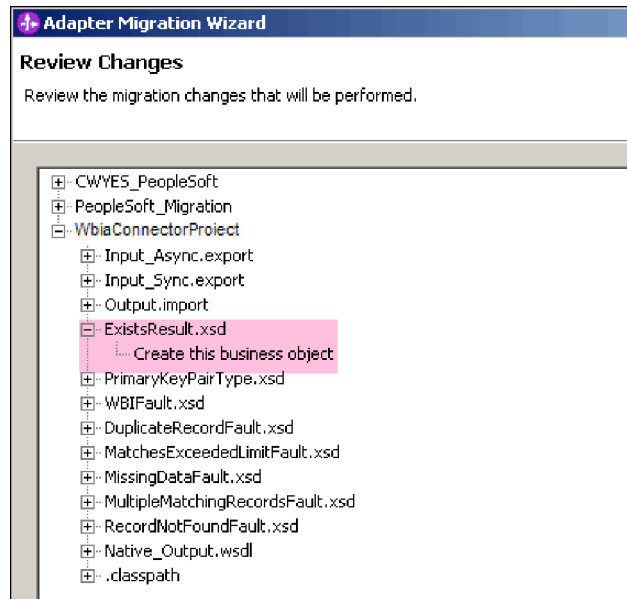 Adapter Migration Wizard
Review Changes
Review the migration changes that will be performed.
CWYES_PeopleSoft
PeopleSoft_Migration
WbiaConnectorProject
Input_Async.export
Input_Sync.export
Output.import
ExistsResult.xsd
Create this business object
PrimaryKeyPairType.xsd
WBIFault.xsd
DuplicateRecordFault.xsd
MatchesExceededLimitFault.xsd
MissingDataFault.xsd
MultipleMatchingRecordsFault.xsd
RecordNotFoundFault.xsd
Native_Output.wsdl
.classpath